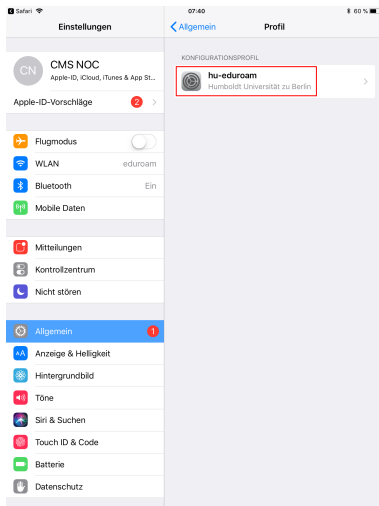 Safari 07:40 60 %
Einstellungen
Allgemein Profil
CN
CMS NOC
Apple-ID, iCloud, iTunes & App St...
Apple-ID-Vorschläge 2
Flugmodus
WLAN eduroam
Bluetooth Ein
Mobile Daten
Mitteilungen
Kontrollzentrum
Nicht stören
Allgemein 1
AA Anzeige & Helligkeit
Hintergrundbild
Töne
Siri & Suchen
Touch ID & Code
Batterie
Datenschutz
KONFIGURATIONSPROFIL
hu-eduroam
Humboldt Universität zu Berlin